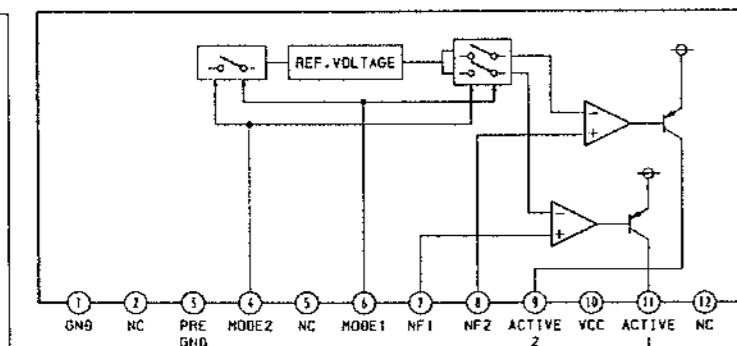 REF.VOLTAGE
− +
− +
1 2 3 4 5 6 7 8 9 10 11 12
GND NC PRE MODE2 NC MODE1 NF1 NF2 ACTIVE VCC ACTIVE NC
GND 2 1